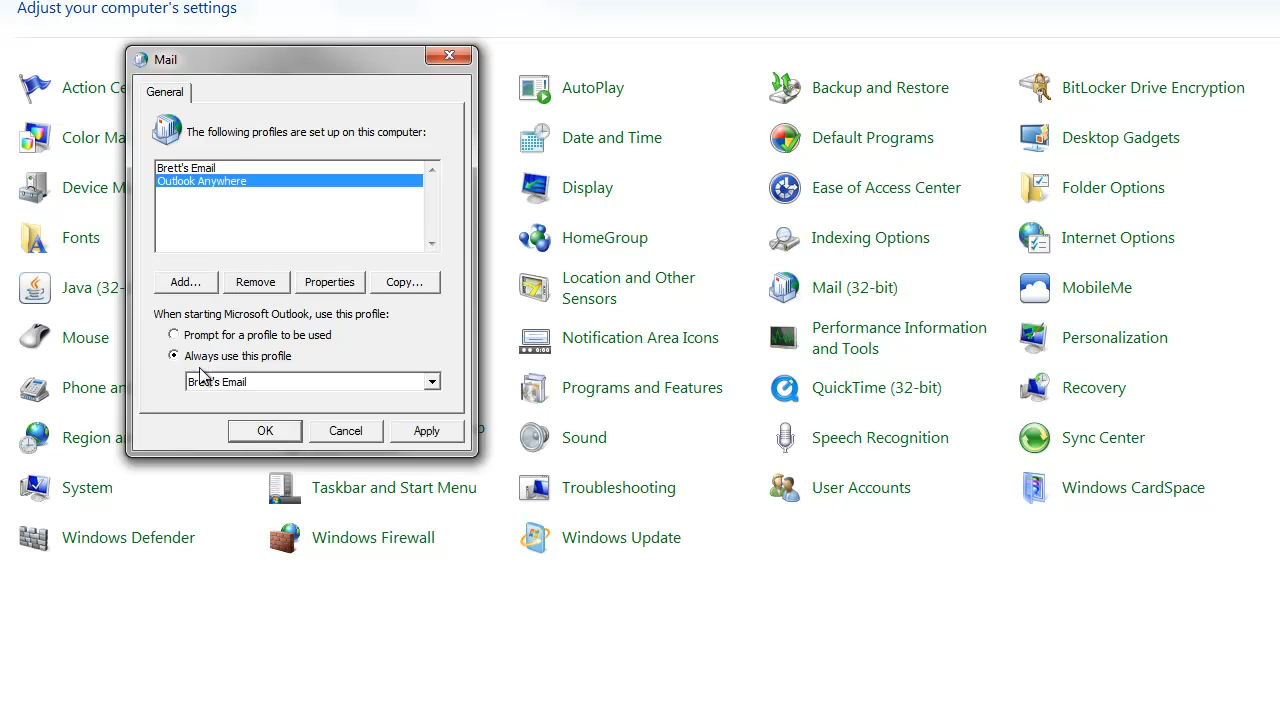 Adjust your computer's settings
Mail
General
The following profiles are set up on this computer:
Brett's Email
Outlook Anywhere
Add...
Remove
Properties
Copy...
When starting Microsoft Outlook, use this profile:
Prompt for a profile to be used
Always use this profile
Brett's Email
OK
Cancel
Apply
Action Ce
AutoPlay
Backup and Restore
BitLocker Drive Encryption
Color Ma
Date and Time
Default Programs
Desktop Gadgets
Device M
Display
Ease of Access Center
Folder Options
Fonts
HomeGroup
Indexing Options
Internet Options
Java (32-
Location and Other
Sensors
Mail (32-bit)
MobileMe
Mouse
Notification Area Icons
Performance Information
and Tools
Personalization
Phone an
Programs and Features
QuickTime (32-bit)
Recovery
Region a
p
Sound
Speech Recognition
Sync Center
System
Taskbar and Start Menu
Troubleshooting
User Accounts
Windows CardSpace
Windows Defender
Windows Firewall
Windows Update